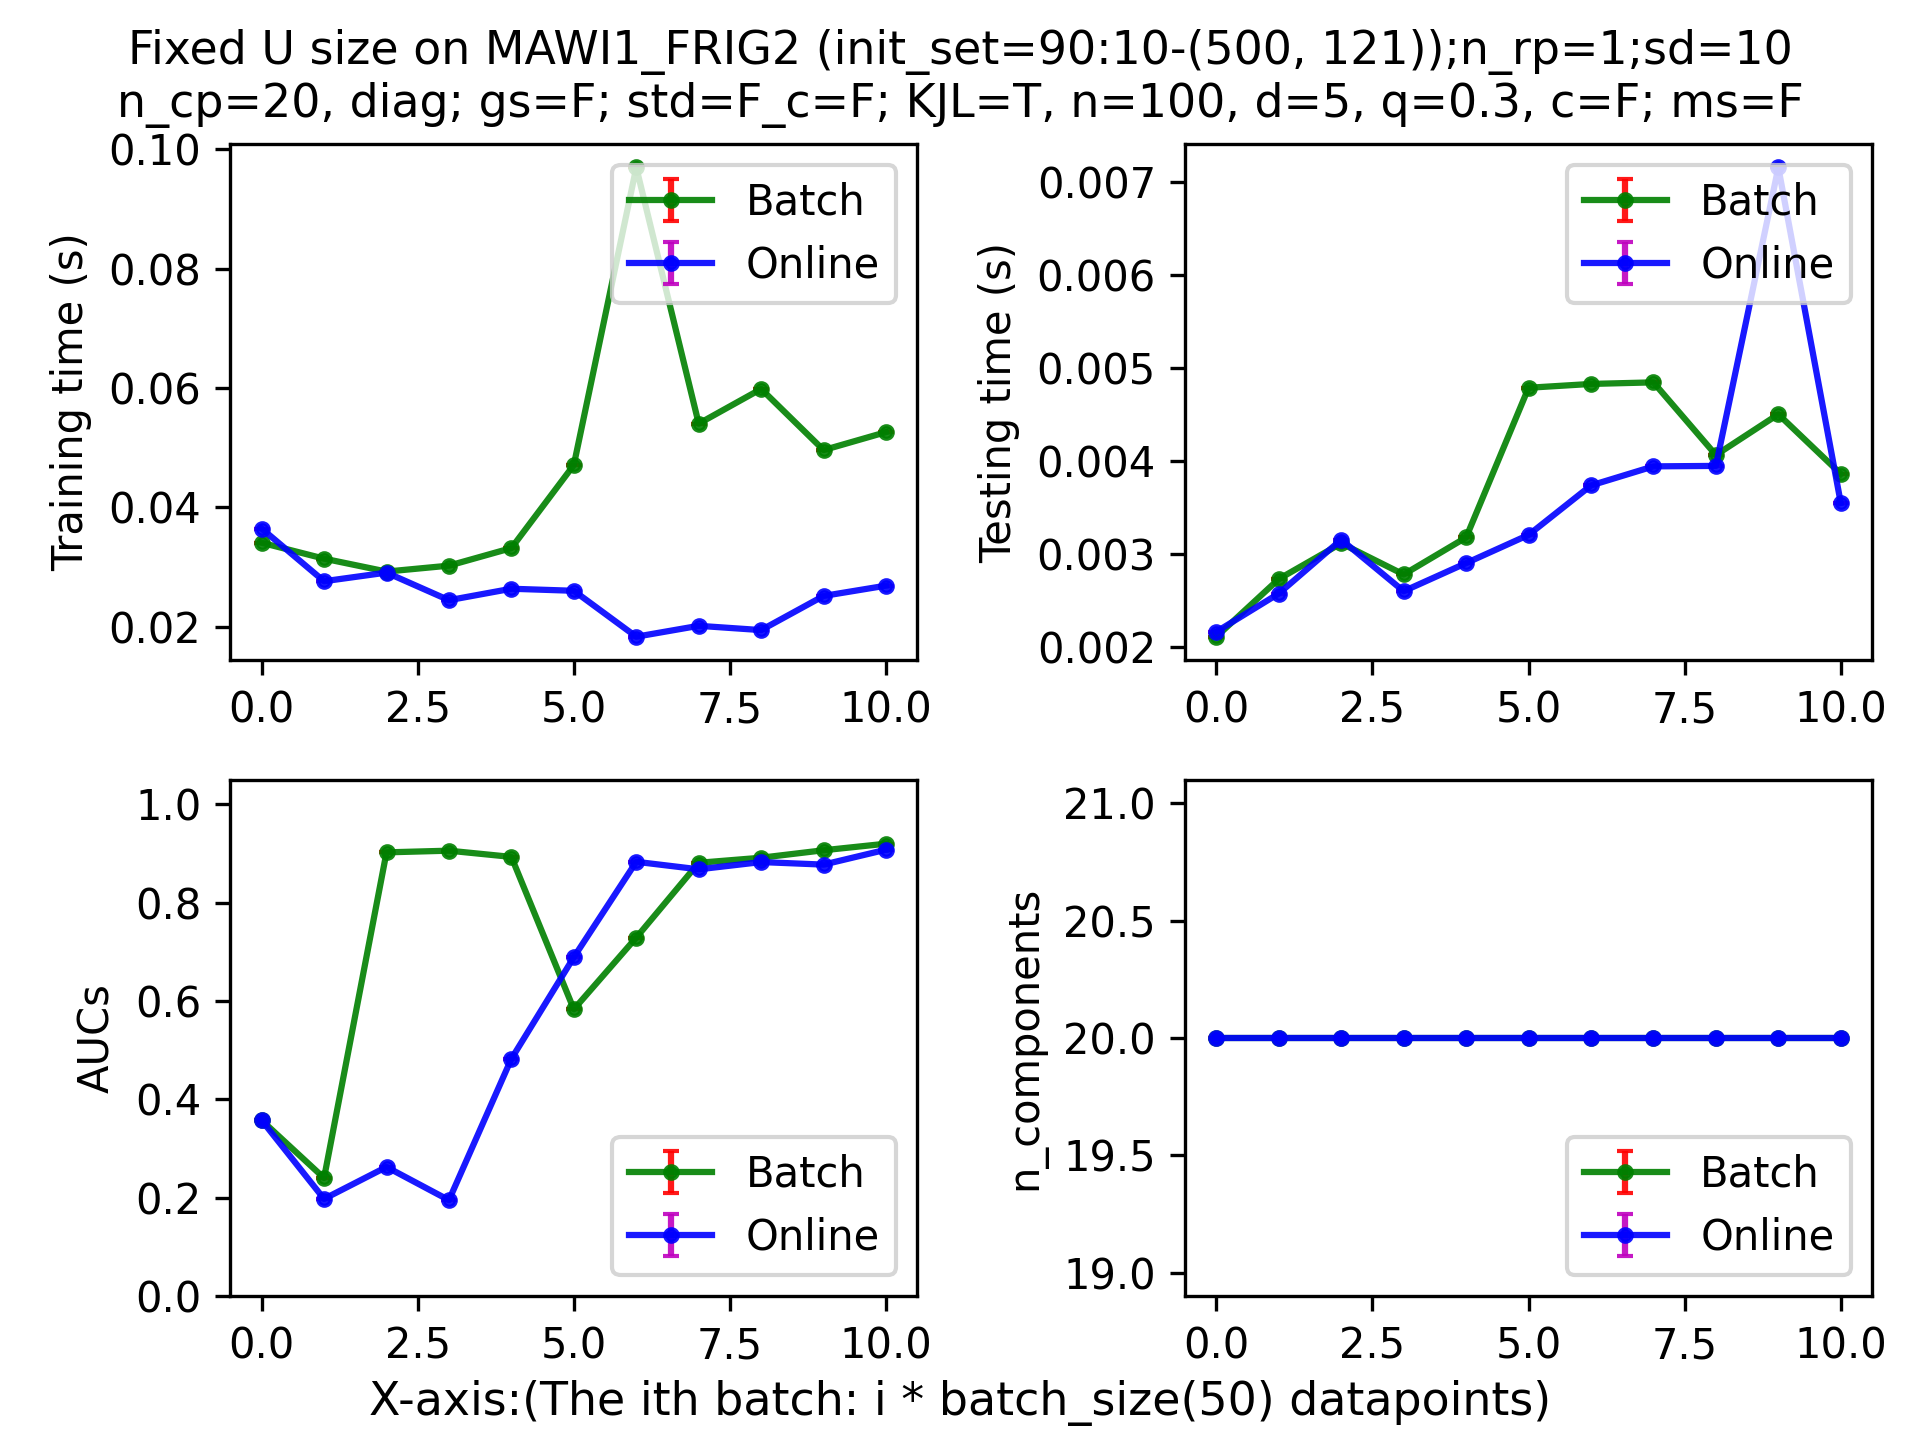 Fixed U size on MAWI1_FRIG2 (init_set=90:10-(500, 121));n_rp=1;sd=10
n_cp=20, diag; gs=F; std=F_c=F; KJL=T, n=100, d=5, q=0.3, c=F; ms=F
Training time (s)
0.10
0.08
0.06
0.04
0.02
0.0 2.5 5.0 7.5 10.0
Batch
Online
Testing time (s)
0.007
0.006
0.005
0.004
0.003
0.002
0.0 2.5 5.0 7.5 10.0
Batch
Online
AUCs
1.0
0.8
0.6
0.4
0.2
0.0
0.0 2.5 5.0 7.5 10.0
Batch
Online
n_components
21.0
20.5
20.0
19.5
19.0
0.0 2.5 5.0 7.5 10.0
Batch
Online
X-axis:(The ith batch: i * batch_size(50) datapoints)